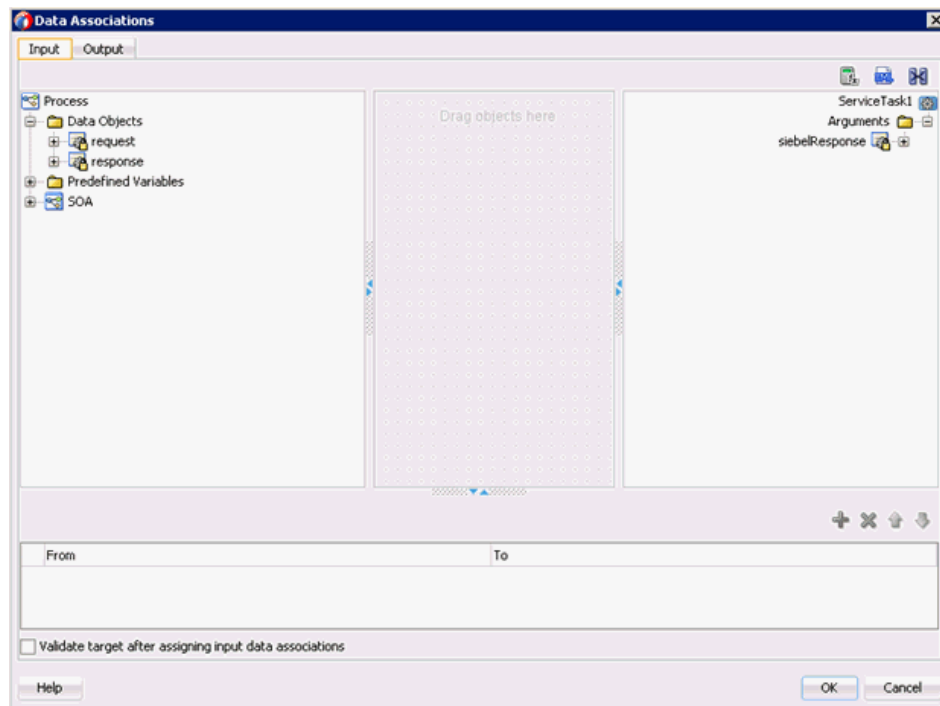 Data Associations
Input Output
Process
Data Objects
request
response
Predefined Variables
SOA
Drag objects here
ServiceTask1
Arguments
siebelResponse
From To
Validate target after assigning input data associations
Help OK Cancel